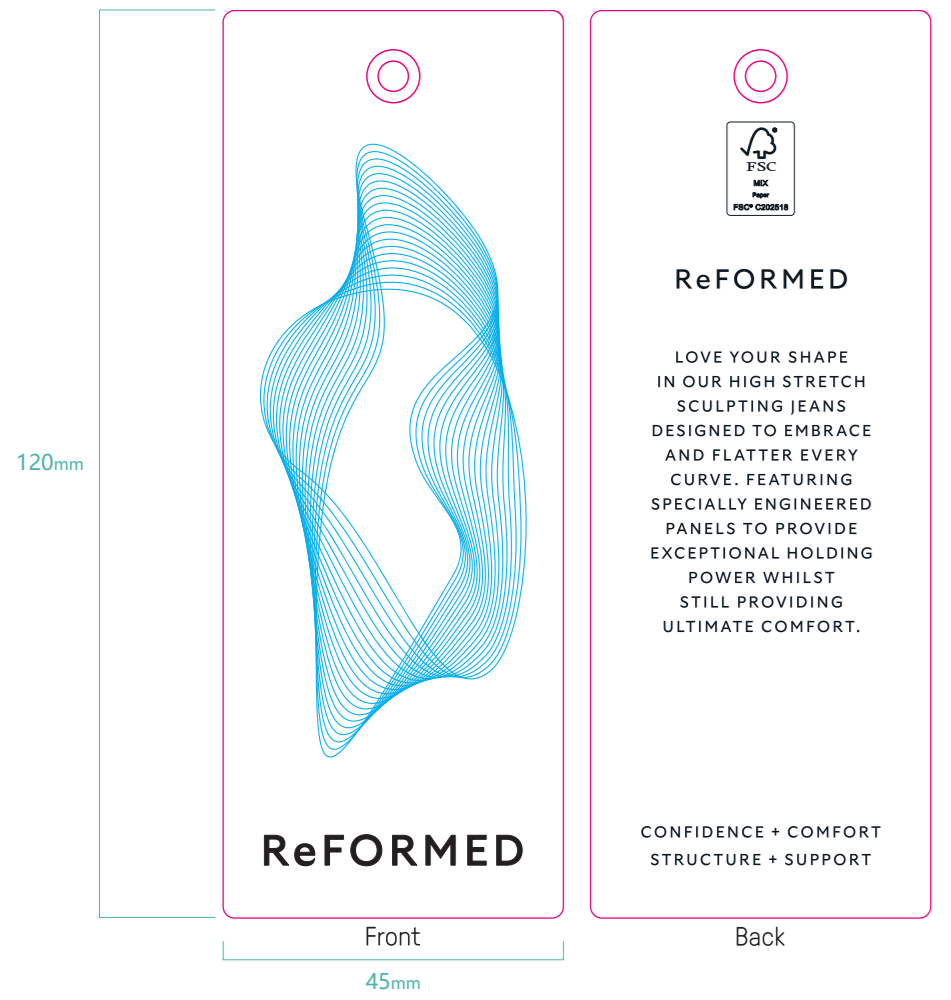 FSC
MIX
Paper
FSC® C202518
ReFORMED
LOVE YOUR SHAPE
IN OUR HIGH STRETCH
SCULPTING JEANS
DESIGNED TO EMBRACE
AND FLATTER EVERY
CURVE. FEATURING
SPECIALLY ENGINEERED
PANELS TO PROVIDE
EXCEPTIONAL HOLDING
POWER WHILST
STILL PROVIDING
ULTIMATE COMFORT.
120mm
CONFIDENCE + COMFORT
STRUCTURE + SUPPORT
ReFORMED
Front
Back
45mm